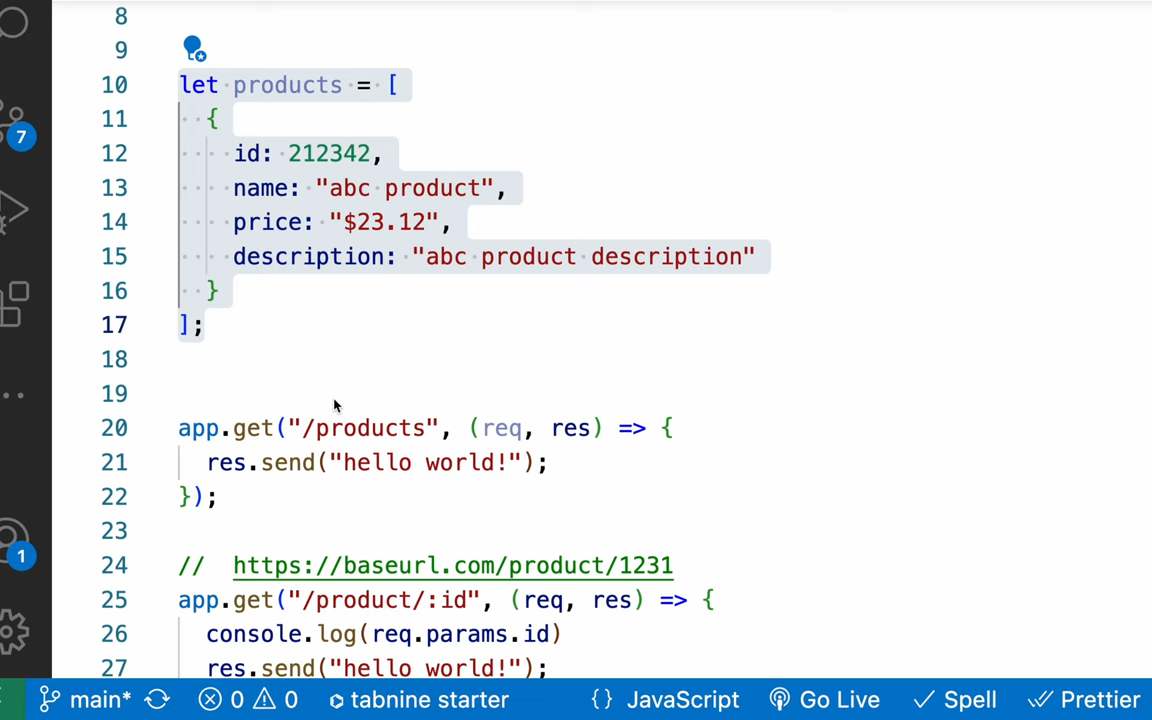 8
9
10 let products = [
11 {
12 id: 212342,
13 name: "abc product",
14 price: "$23.12",
15 description: "abc product description"
16 }
17 ];
18
19
20 app.get("/products", (req, res) => {
21 res.send("hello world!");
22 });
23
24 // https://baseurl.com/product/1231
25 app.get("/product/:id", (req, res) => {
26 console.log(req.params.id)
27 res.send("hello world!");
7
1
main* 0 0 tabnine starter {} JavaScript Go Live Spell Prettier